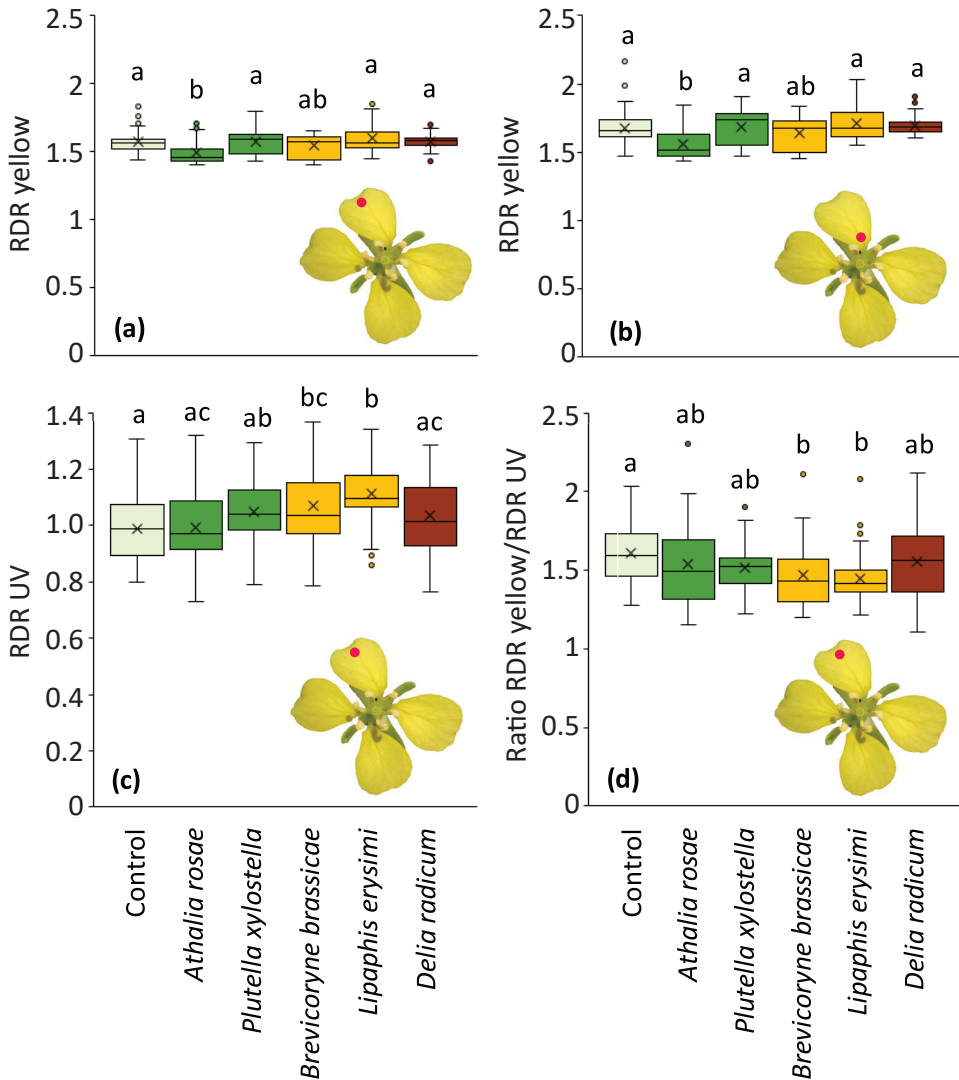 2.5
2
1.5
1
0.5
0
RDR yellow
a
b
a
ab
a
a
(a)
2.5
2
1.5
1
0.5
0
RDR yellow
a
b
a
ab
a
a
(b)
1.4
1.2
1.0
0.8
0.6
0.4
0.2
0
RDR UV
a
ac
ab
bc
b
ac
(c)
2.5
2
1.5
1
0.5
0
Ratio RDR yellow/RDR UV
a
ab
ab
b
b
ab
(d)
Control
Athalia rosae
Plutella xylostella
Brevicoryne brassicae
Lipaphis erysimi
Delia radicum
Control
Athalia rosae
Plutella xylostella
Brevicoryne brassicae
Lipaphis erysimi
Delia radicum